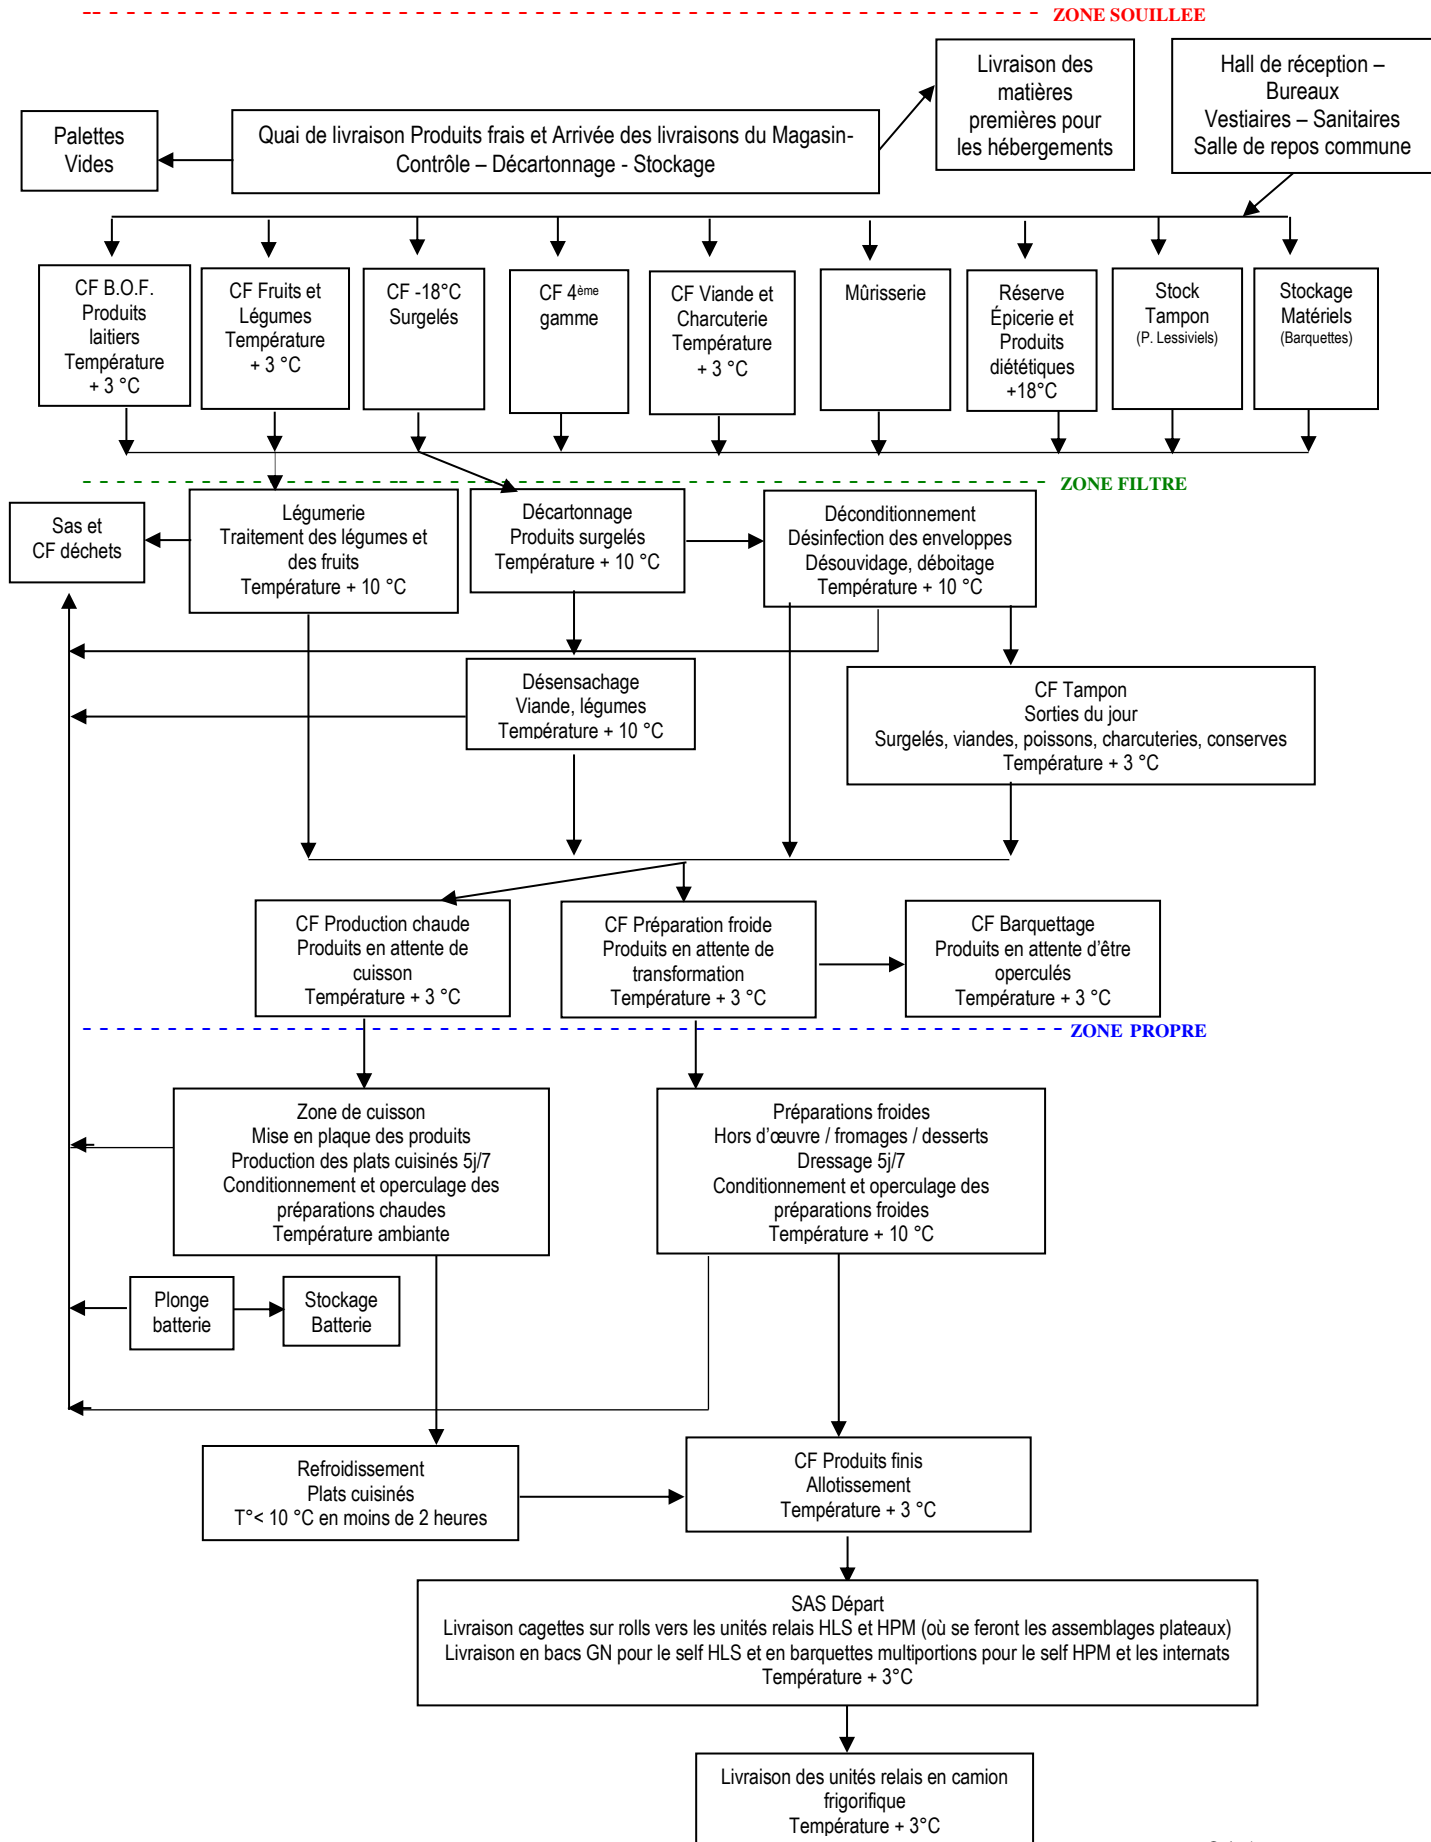 ZONE SOUILLEE
Livraison des
matières
premières pour
les hébergements
Hall de réception –
Bureaux
Vestiaires – Sanitaires
Salle de repos commune
Palettes
Vides
Quai de livraison Produits frais et Arrivée des livraisons du Magasin-
Contrôle – Décartonnage - Stockage
CF B.O.F.
Produits
laitiers
Température
+ 3 °C
CF Fruits et
Légumes
Température
+ 3 °C
CF -18°C
Surgelés
CF 4ème
gamme
CF Viande et
Charcuterie
Température
+ 3 °C
Mûrisserie
Réserve
Épicerie et
Produits
diététiques
+18°C
Stock
Tampon
(P. Lessiviels)
Stockage
Matériels
(Barquettes)
ZONE FILTRE
Sas et
CF déchets
Légumerie
Traitement des légumes et
des fruits
Température + 10 °C
Décartonnage
Produits surgelés
Température + 10 °C
Déconditionnement
Désinfection des enveloppes
Désouvidage, déboitage
Température + 10 °C
Désensachage
Viande, légumes
Température + 10 °C
CF Tampon
Sorties du jour
Surgelés, viandes, poissons, charcuteries, conserves
Température + 3 °C
CF Production chaude
Produits en attente de
cuisson
Température + 3 °C
CF Préparation froide
Produits en attente de
transformation
Température + 3 °C
CF Barquettage
Produits en attente d'être
operculés
Température + 3 °C
ZONE PROPRE
Zone de cuisson
Mise en plaque des produits
Production des plats cuisinés 5j/7
Conditionnement et operculage des
préparations chaudes
Température ambiante
Préparations froides
Hors d'œuvre / fromages / desserts
Dressage 5j/7
Conditionnement et operculage des
préparations froides
Température + 10 °C
Plonge
batterie
Stockage
Batterie
Refroidissement
Plats cuisinés
T°< 10 °C en moins de 2 heures
CF Produits finis
Allotissement
Température + 3 °C
SAS Départ
Livraison cagettes sur rolls vers les unités relais HLS et HPM (où se feront les assemblages plateaux)
Livraison en bacs GN pour le self HLS et en barquettes multiportions pour le self HPM et les internats
Température + 3°C
Livraison des unités relais en camion
frigorifique
Température + 3°C